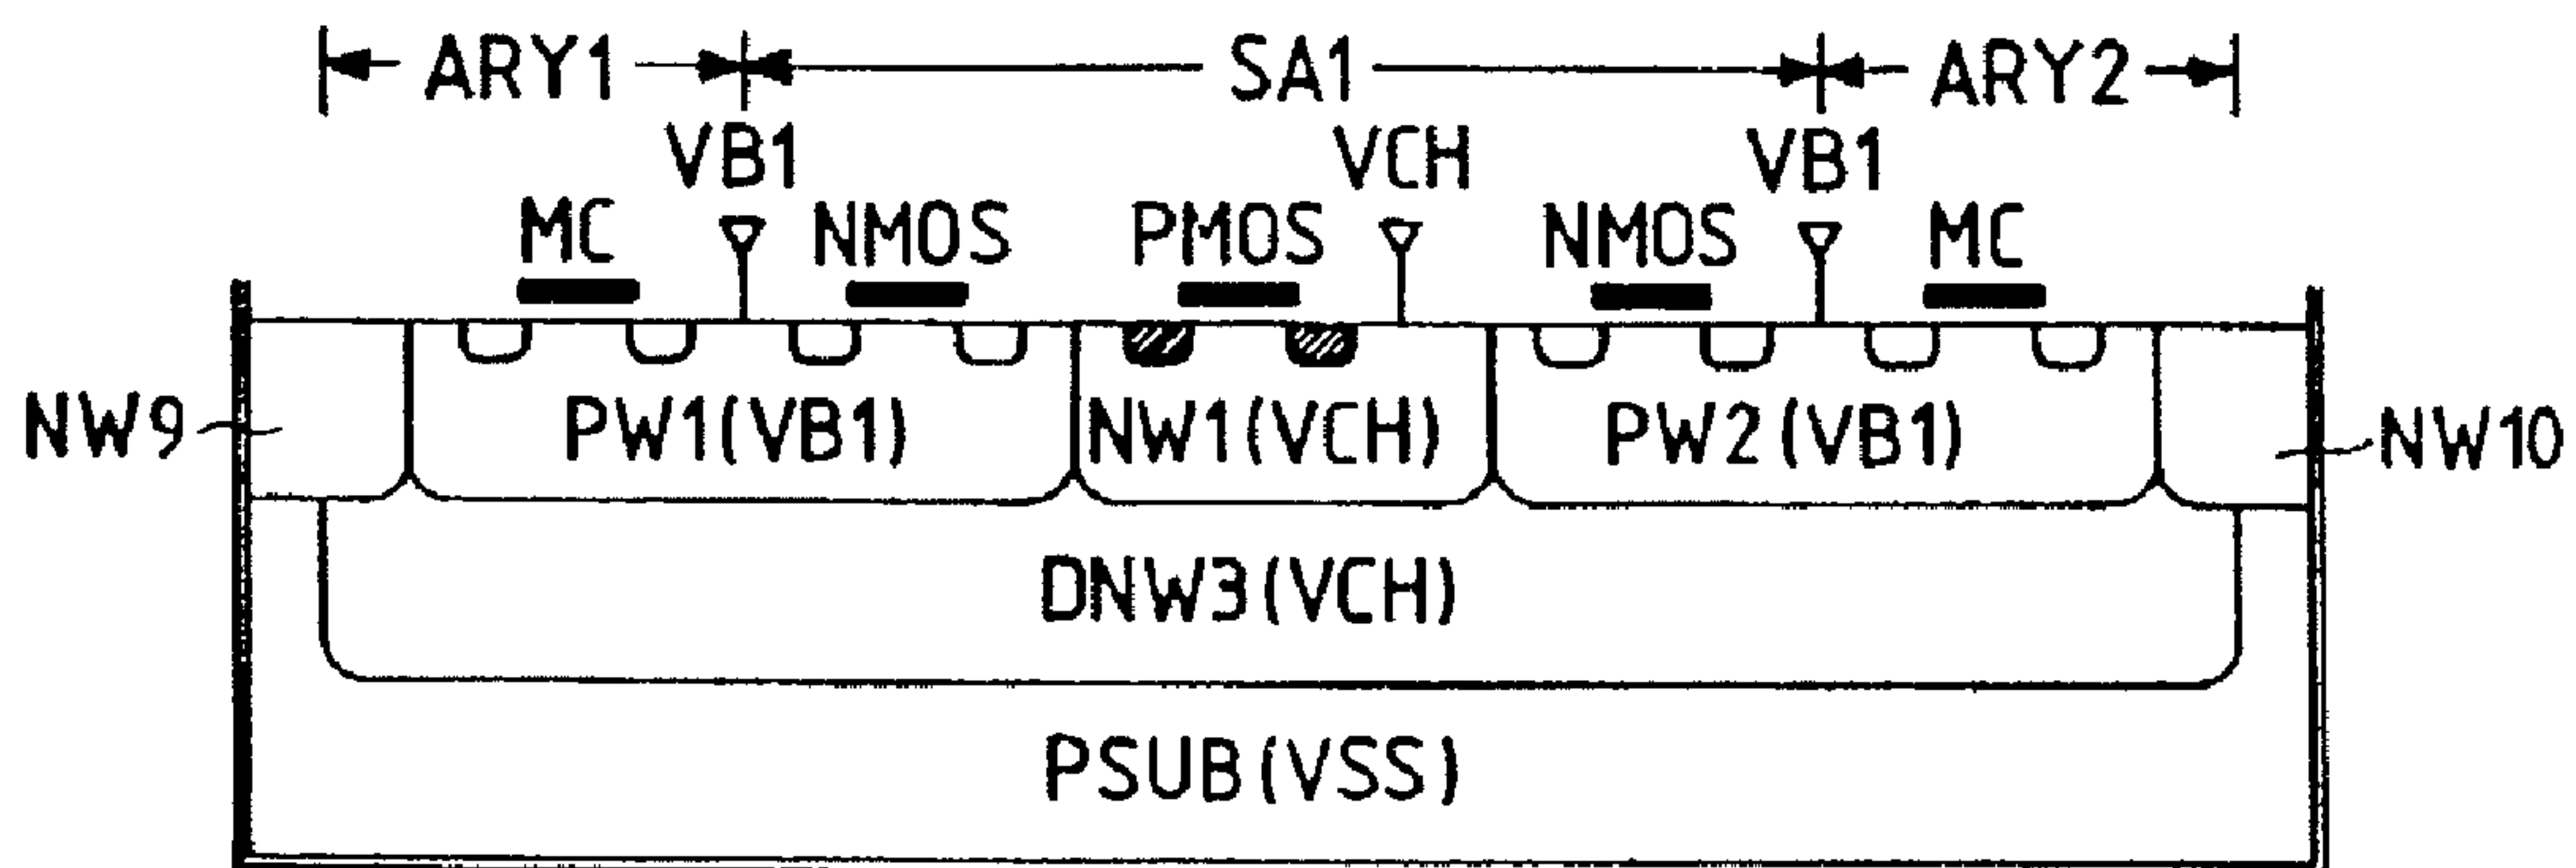 ARY1 SA1 ARY2
VB1 VCH VB1
MC NMOS PMOS NMOS MC
NW9 PW1(VB1) NW1(VCH) PW2(VB1) NW10
DNW3(VCH)
PSUB(VSS)